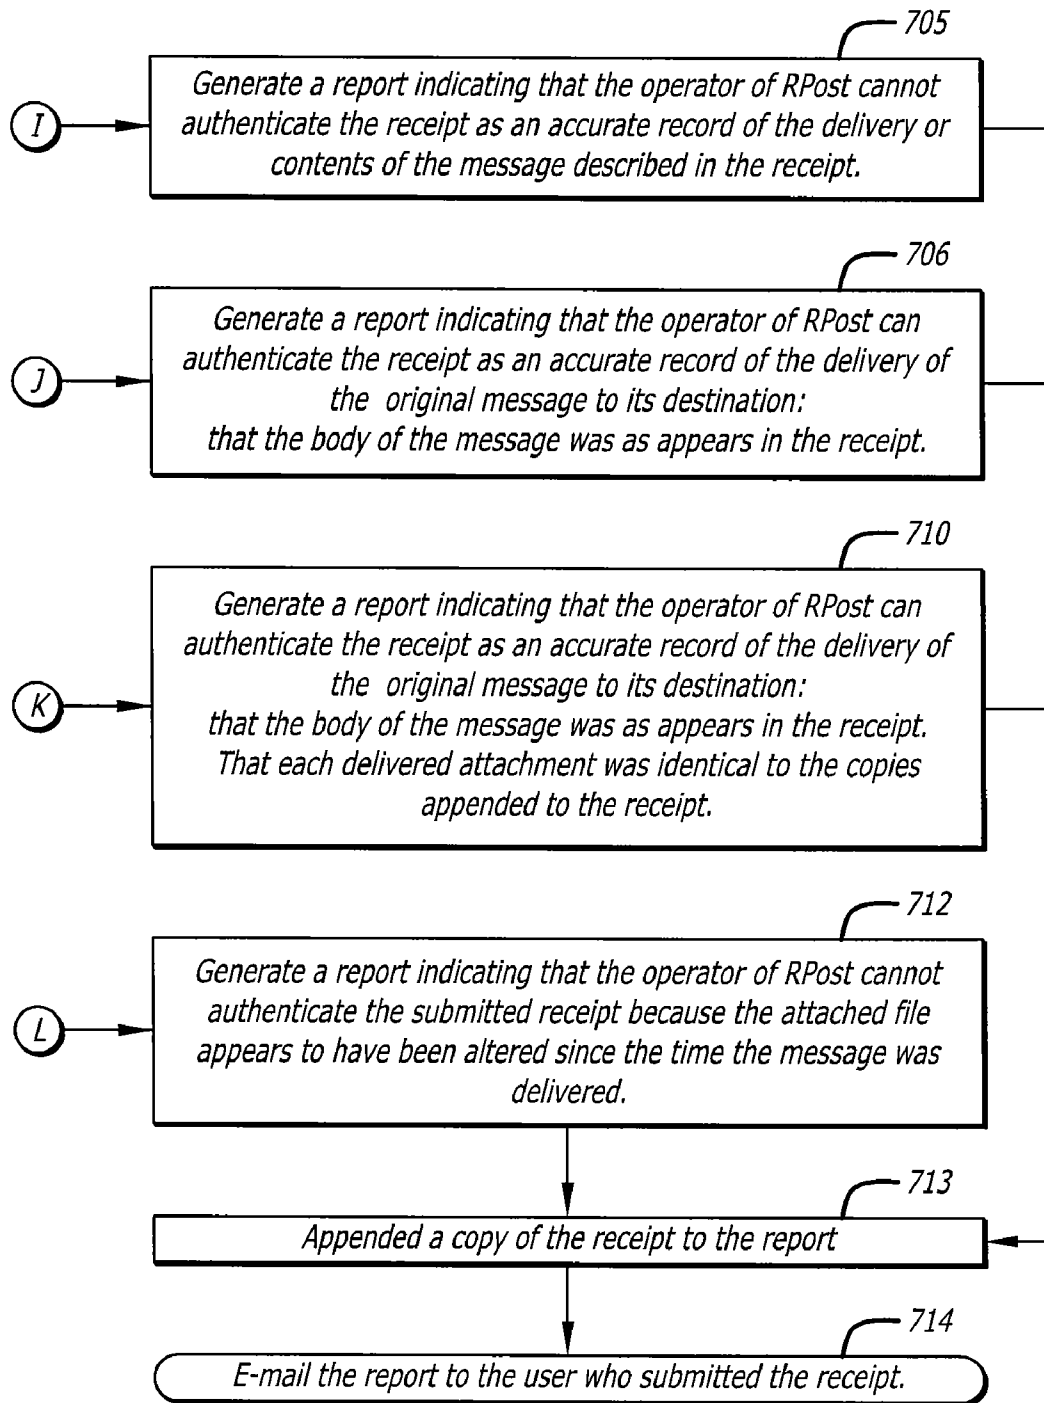 705
Generate a report indicating that the operator of RPost cannot
I
authenticate the receipt as an accurate record of the delivery or
contents of the message described in the receipt.
706
Generate a report indicating that the operator of RPost can
authenticate the receipt as an accurate record of the delivery of
J
the original message to its destination:
that the body of the message was as appears in the receipt.
710
Generate a report indicating that the operator of RPost can
authenticate the receipt as an accurate record of the delivery of
the original message to its destination:
K
that the body of the message was as appears in the receipt.
That each delivered attachment was identical to the copies
appended to the receipt.
712
Generate a report indicating that the operator of RPost cannot
authenticate the submitted receipt because the attached file
L
appears to have been altered since the time the message was
delivered.
713
Appended a copy of the receipt to the report
714
E-mail the report to the user who submitted the receipt.